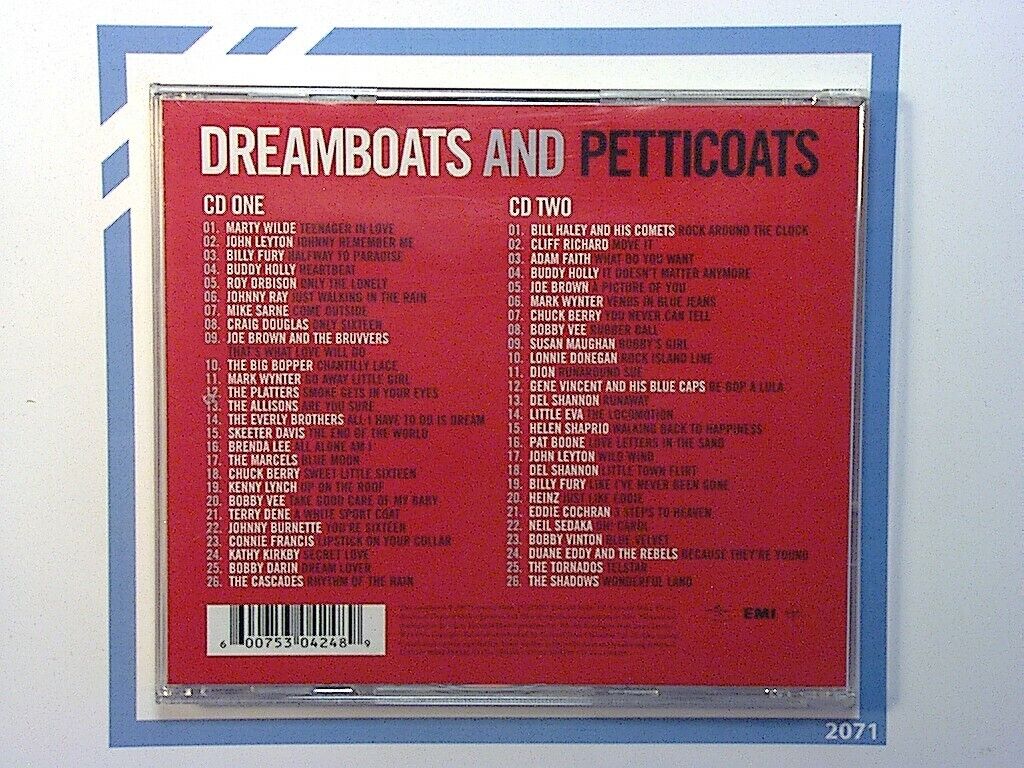 DREAMBOATS AND PETTICOATS
CD ONE
01. MARTY WILDE TEENAGER IN LOVE
02. JOHN LEYTON JOHNNY REMEMBER ME
03. BILLY FURY HALFWAY TO PARADISE
04. BUDDY HOLLY HEARTBEAT
05. ROY ORBISON ONLY THE LONELY
06. JOHNNY RAY JUST WALKING IN THE RAIN
07. MIKE SARNE COME OUTSIDE
08. CRAIG DOUGLAS ONLY SIXTEEN
09. JOE BROWN AND THE BRUVVERS
THAT'S WHAT LOVE WILL DO
10. THE BIG BOPPER CHANTILLY LACE
11. MARK WYNTER GO AWAY LITTLE GIRL
12. THE PLATTERS SMOKE GETS IN YOUR EYES
13. THE ALLISONS ARE YOU SURE
14. THE EVERLY BROTHERS ALL I HAVE TO DO IS DREAM
15. SKEETER DAVIS THE END OF THE WORLD
16. BRENDA LEE ALL ALONE AM I
17. THE MARCELS BLUE MOON
18. CHUCK BERRY SWEET LITTLE SIXTEEN
19. KENNY LYNCH UP ON THE ROOF
20. BOBBY VEE TAKE GOOD CARE OF MY BABY
21. TERRY DENE A WHITE SPORT COAT
22. JOHNNY BURNETTE YOU'RE SIXTEEN
23. CONNIE FRANCIS LIPSTICK ON YOUR COLLAR
24. KATHY KIRKBY SECRET LOVE
25. BOBBY DARIN DREAM LOVER
26. THE CASCADES RHYTHM OF THE RAIN
CD TWO
01. BILL HALEY AND HIS COMETS ROCK AROUND THE CLOCK
02. CLIFF RICHARD MOVE IT
03. ADAM FAITH WHAT DO YOU WANT
04. BUDDY HOLLY IT DOESN'T MATTER ANYMORE
05. JOE BROWN A PICTURE OF YOU
06. MARK WYNTER VENUS IN BLUE JEANS
07. CHUCK BERRY YOU NEVER CAN TELL
08. BOBBY VEE RUBBER BALL
09. SUSAN MAUGHAN BOBBY'S GIRL
10. LONNIE DONEGAN ROCK ISLAND LINE
11. DION RUNAROUND SUE
12. GENE VINCENT AND HIS BLUE CAPS BE BOP A LULA
13. DEL SHANNON RUNAWAY
14. LITTLE EVA THE LOCOMOTION
15. HELEN SHAPRIO WALKING BACK TO HAPPINESS
16. PAT BOONE LOVE LETTERS IN THE SAND
17. JOHN LEYTON WILD WIND
18. DEL SHANNON LITTLE TOWN FLIRT
19. BILLY FURY LIKE I'VE NEVER BEEN GONE
20. HEINZ JUST LIKE EDDIE
21. EDDIE COCHRAN 3 STEPS TO HEAVEN
22. NEIL SEDAKA OH! CAROL
23. BOBBY VINTON BLUE VELVET
24. DUANE EDDY AND THE REBELS BECAUSE THEY'RE YOUNG
25. THE TORNADOS TELSTAR
26. THE SHADOWS WONDERFUL LAND
6 00753 04248 9
EMI
2071